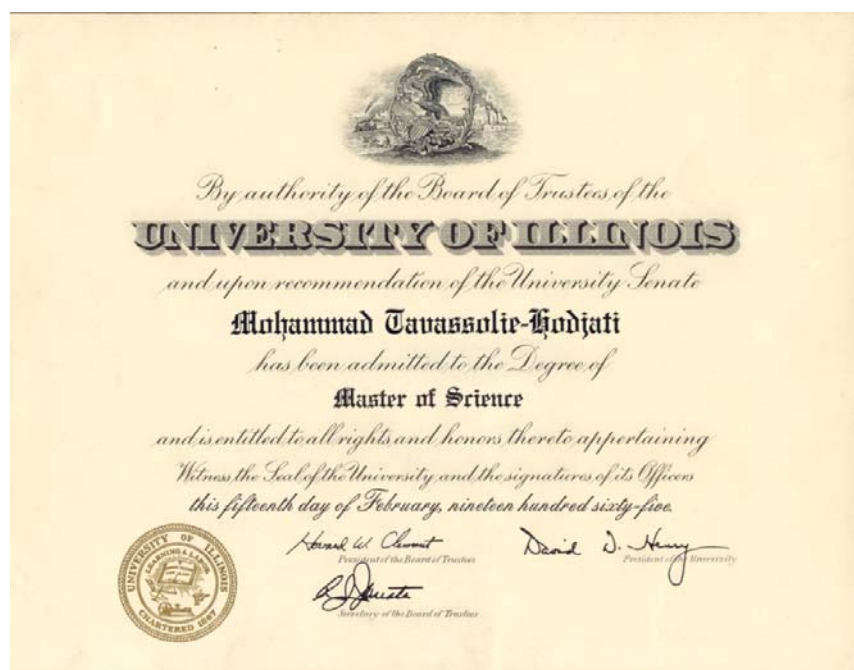 By authority of the Board of Trustees of the
UNIVERSITY OF ILLINOIS
and upon recommendation of the University Senate
Mohammad Tavassolie-Hodjati
has been admitted to the Degree of
Master of Science
and is entitled to all rights and honors thereto appertaining
Witness the Seal of the University and the signatures of its Officers
this fifteenth day of February, nineteen hundred sixty-five.
Howard W. Clement
President of the Board of Trustees
David D. Henry
President of the University
Secretary of the Board of Trustees
UNIVERSITY OF ILLINOIS
LEARNING & LABOR
CHARTERED 1867